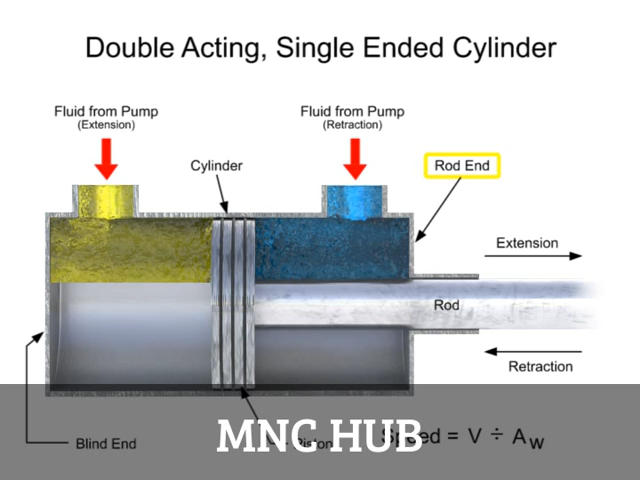 Double Acting, Single Ended Cylinder
Fluid from Pump
(Extension)
Fluid from Pump
(Retraction)
Cylinder
Rod End
Extension
Rod
Retraction
Blind End
MNC HUB
Piston
Speed = V ÷ Aw